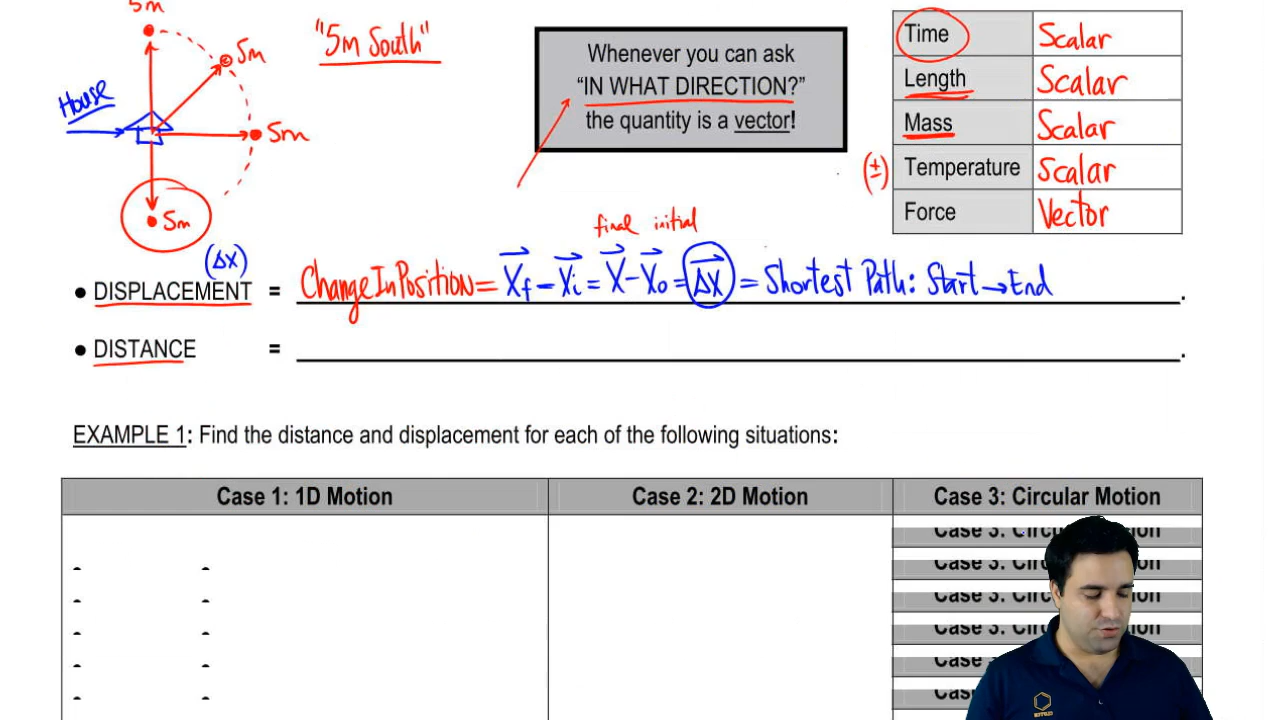 5m
"5m South"
5m
House
5m
5m
Whenever you can ask
"IN WHAT DIRECTION?"
the quantity is a vector!
Time Scalar
Length Scalar
Mass Scalar
(±) Temperature Scalar
Force Vector
final initial
(Δx)
● DISPLACEMENT = Change In Position = Xf - Xi = X - Xo = ΔX = Shortest Path: Start → End .
● DISTANCE = .
EXAMPLE 1: Find the distance and displacement for each of the following situations:
Case 1: 1D Motion
Case 2: 2D Motion
Case 3: Circular Motion